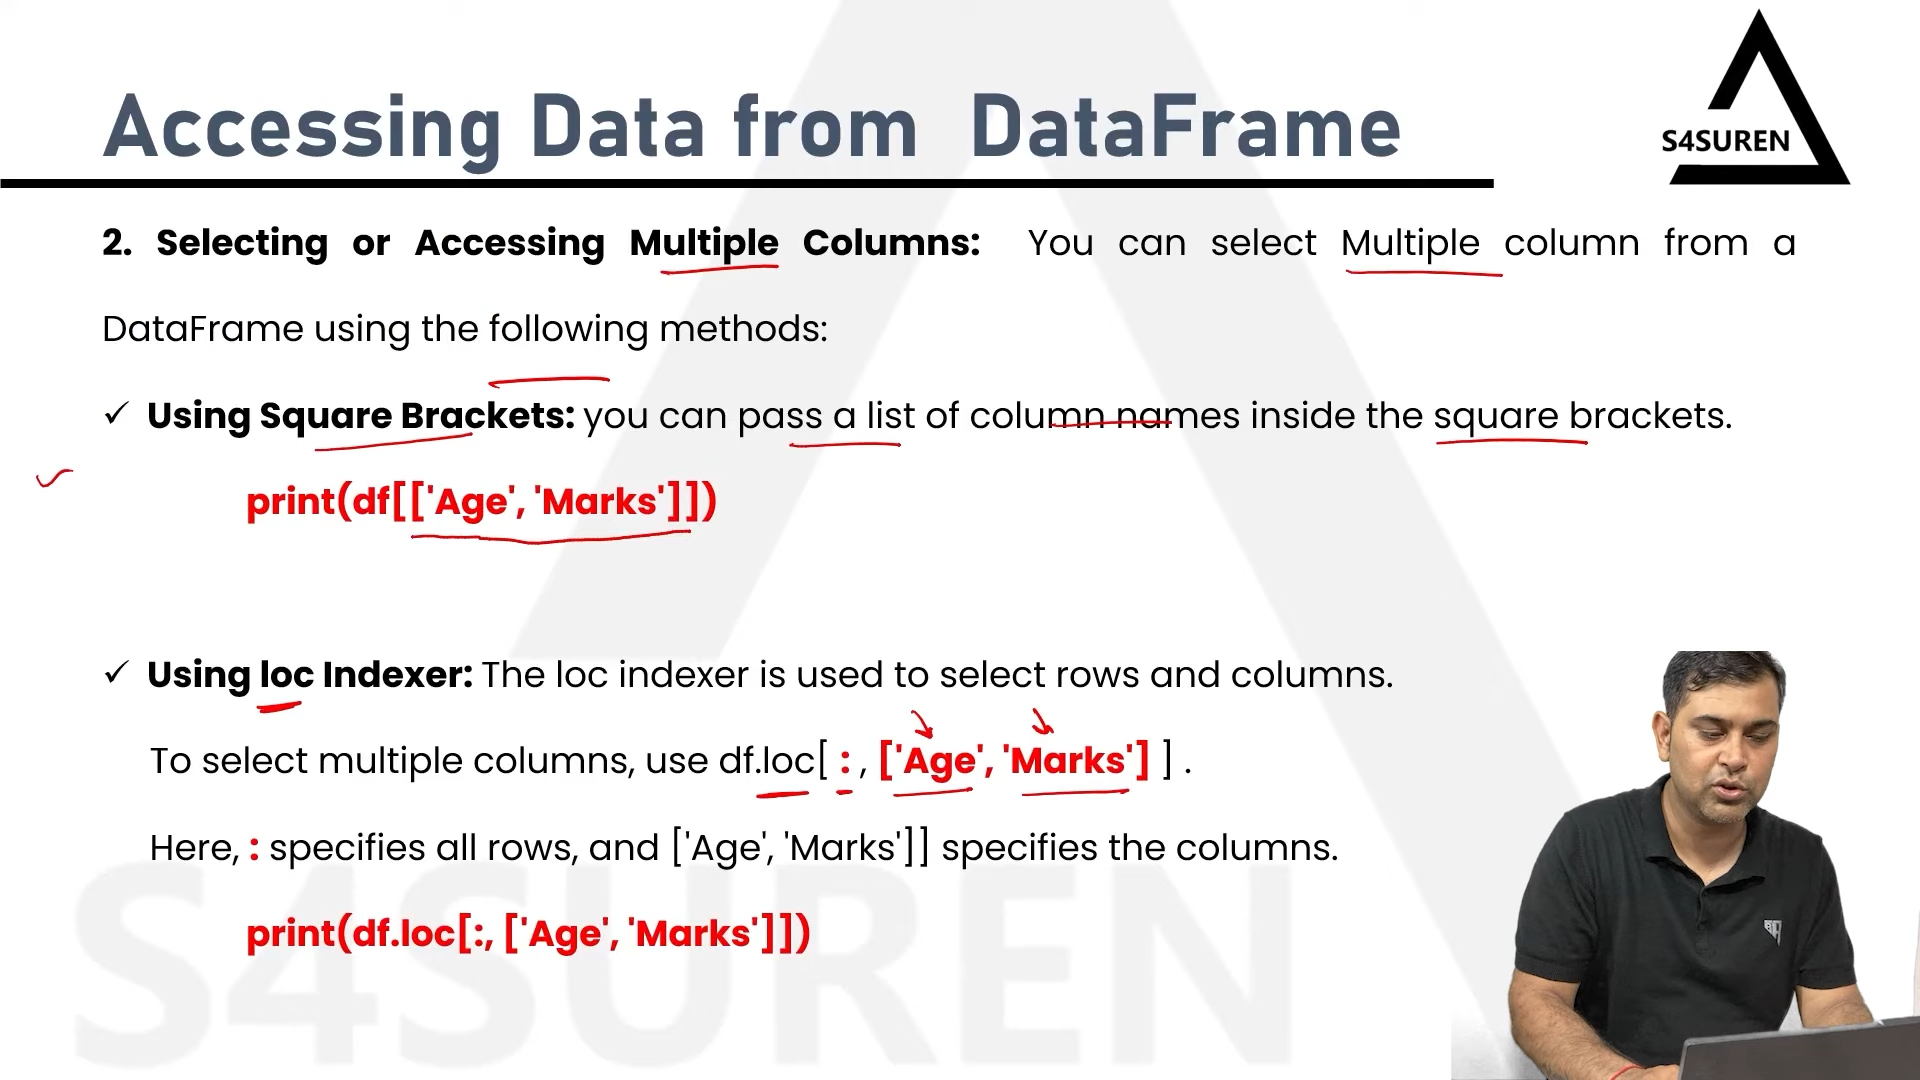 Accessing Data from DataFrame
S4SUREN
2. Selecting or Accessing Multiple Columns: You can select Multiple column from a
DataFrame using the following methods:
✓ Using Square Brackets: you can pass a list of column names inside the square brackets.
print(df[['Age', 'Marks']])
✓ Using loc Indexer: The loc indexer is used to select rows and columns.
To select multiple columns, use df.loc[ : , ['Age', 'Marks'] ] .
Here, : specifies all rows, and ['Age', 'Marks']] specifies the columns.
print(df.loc[:, ['Age', 'Marks']])
S4SUREN